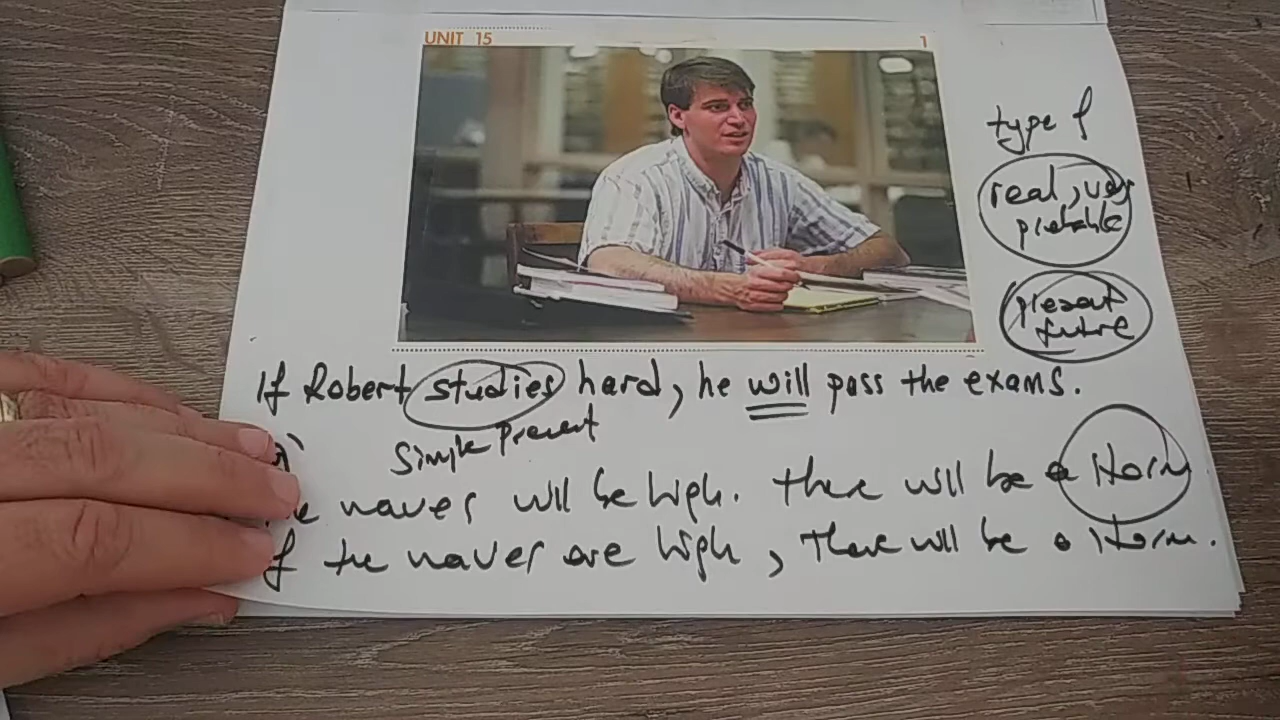 UNIT 15
1
type 1
real, very
probable
present
future
If Robert studies hard, he will pass the exams.
Simple Present
waves will be high. There will be a storm.
If the waves are high, there will be a storm.